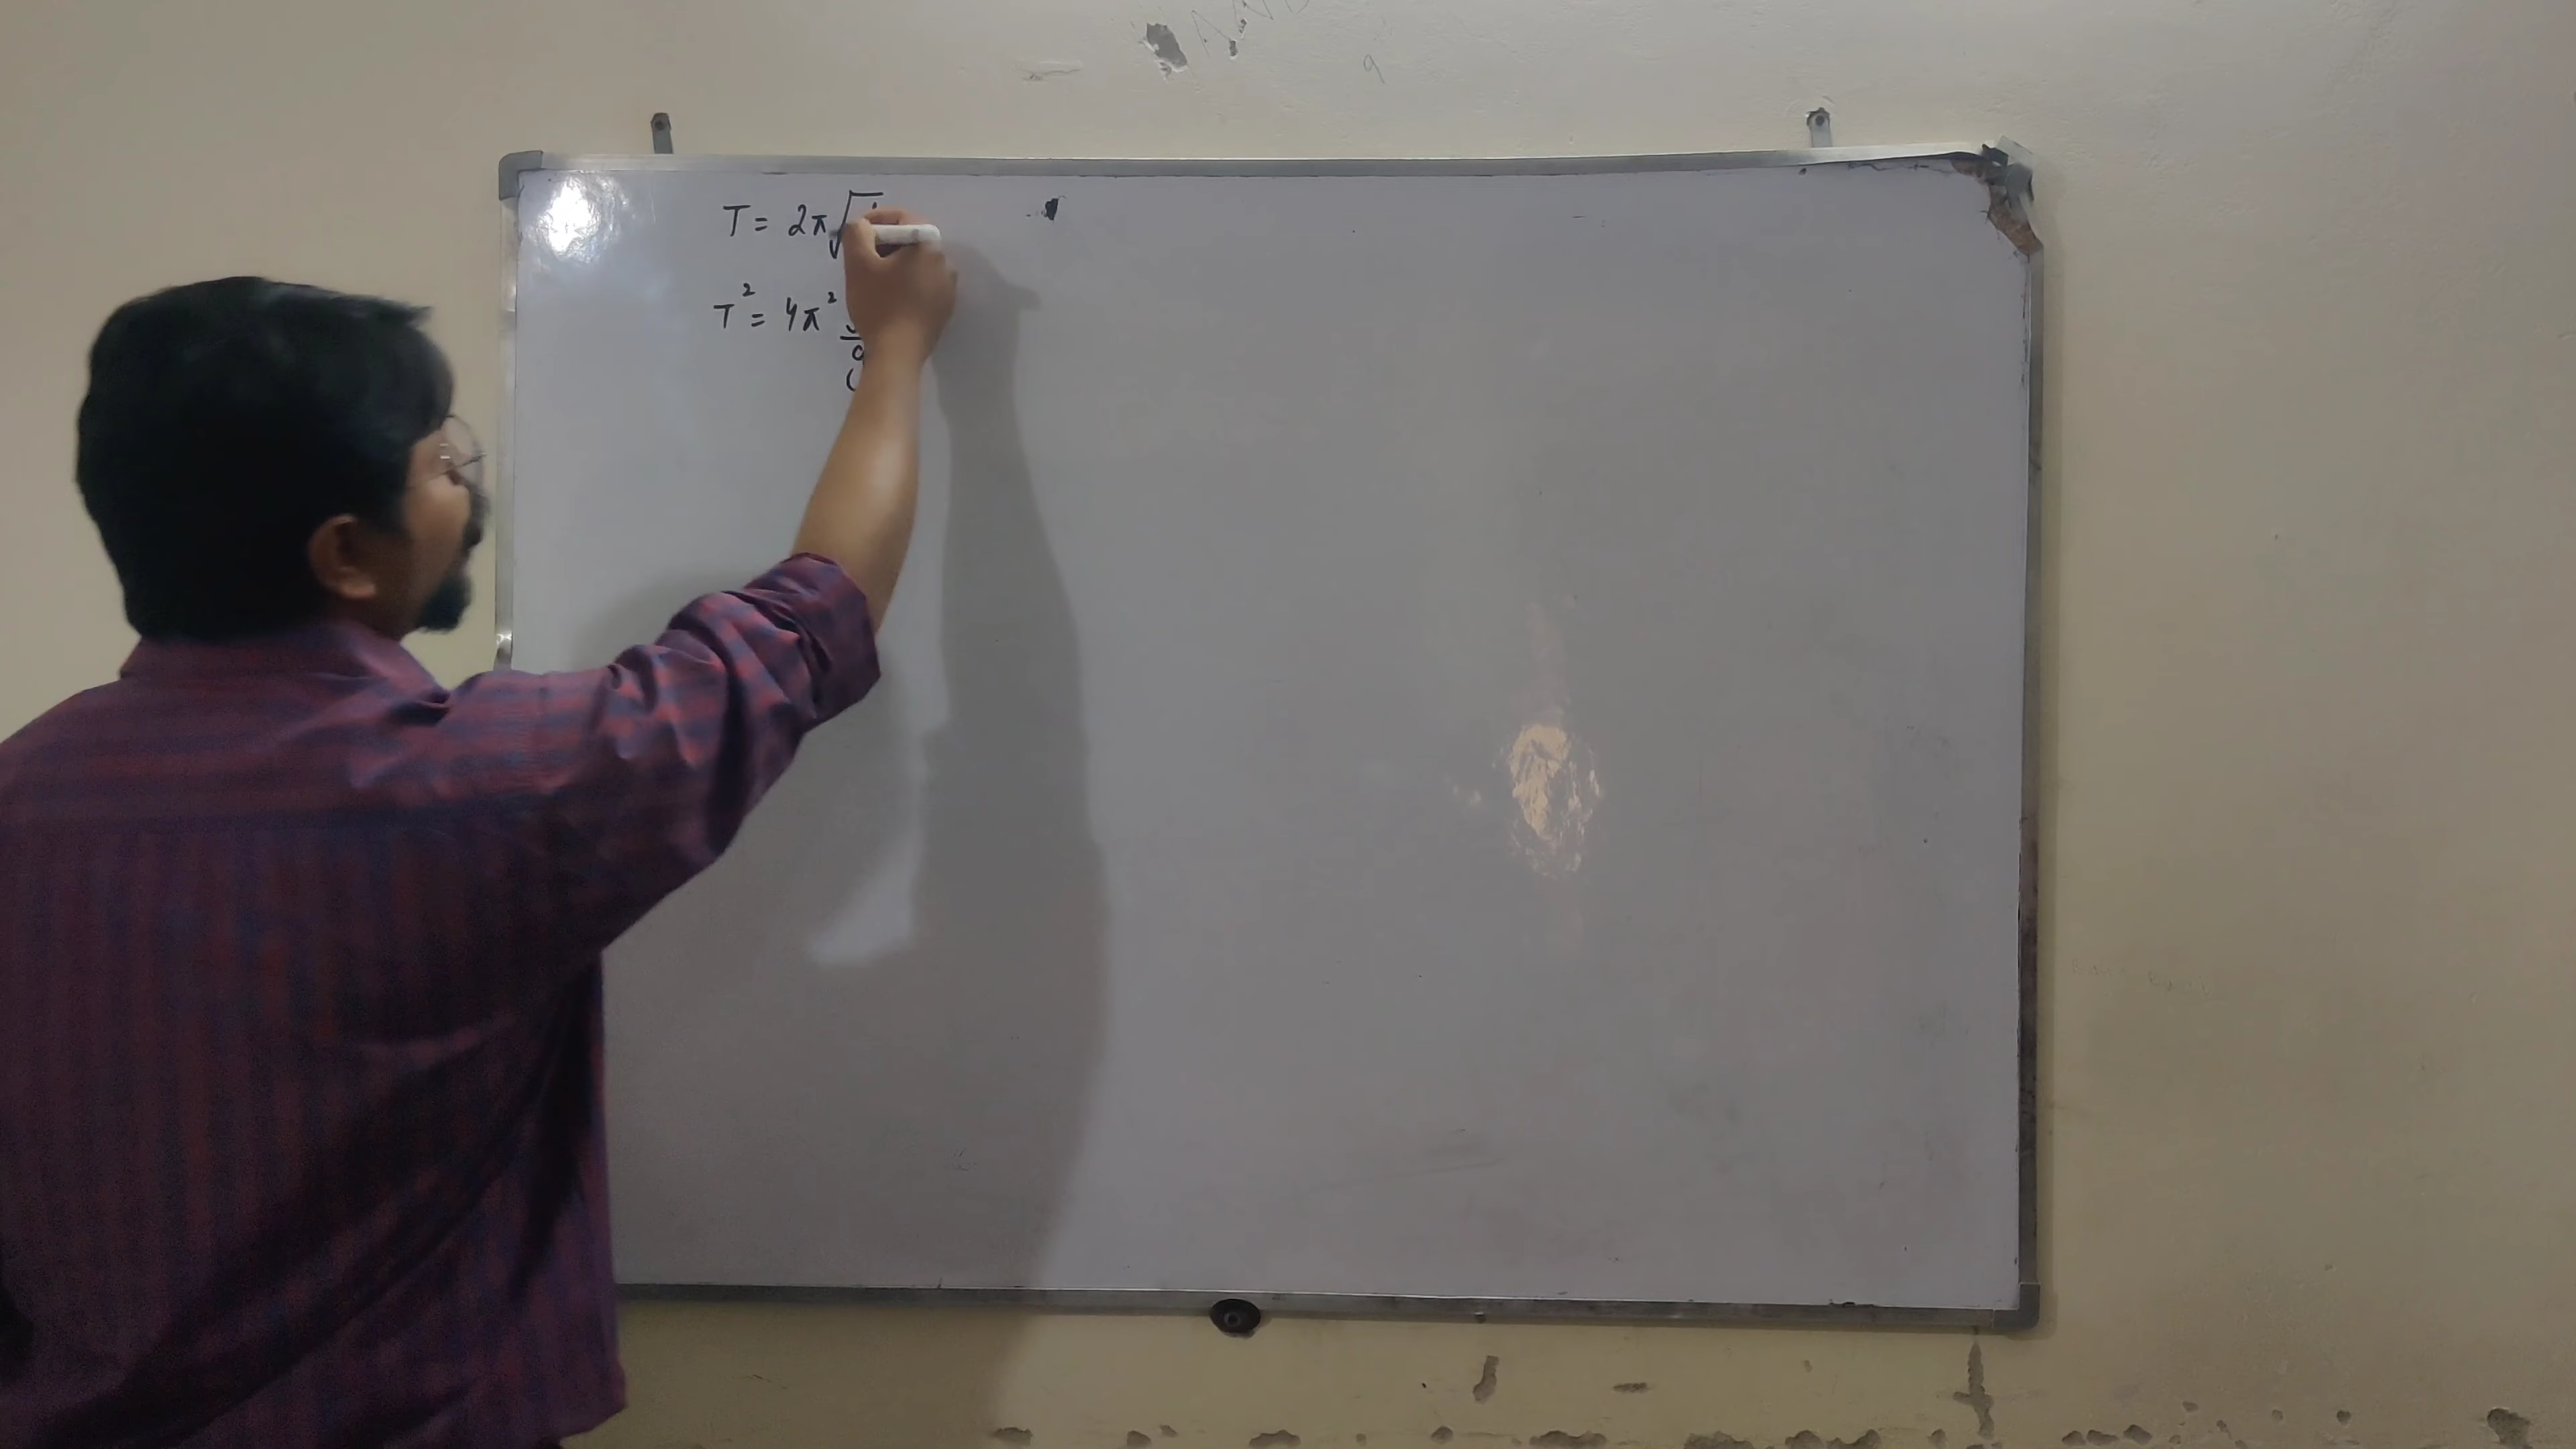 T = 2π√
T² = 4π² g